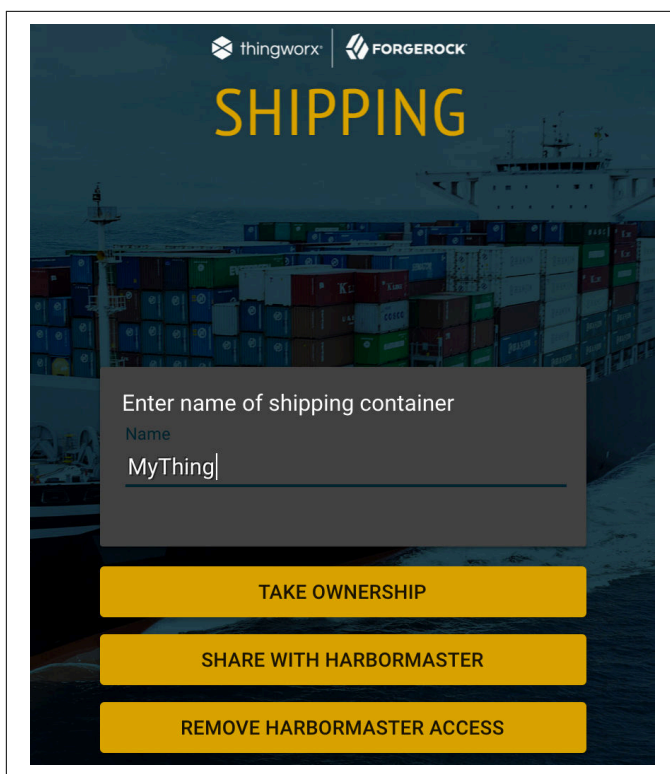 thingworx FORGEROCK
SHIPPING
Enter name of shipping container
Name
MyThing
TAKE OWNERSHIP
SHARE WITH HARBORMASTER
REMOVE HARBORMASTER ACCESS